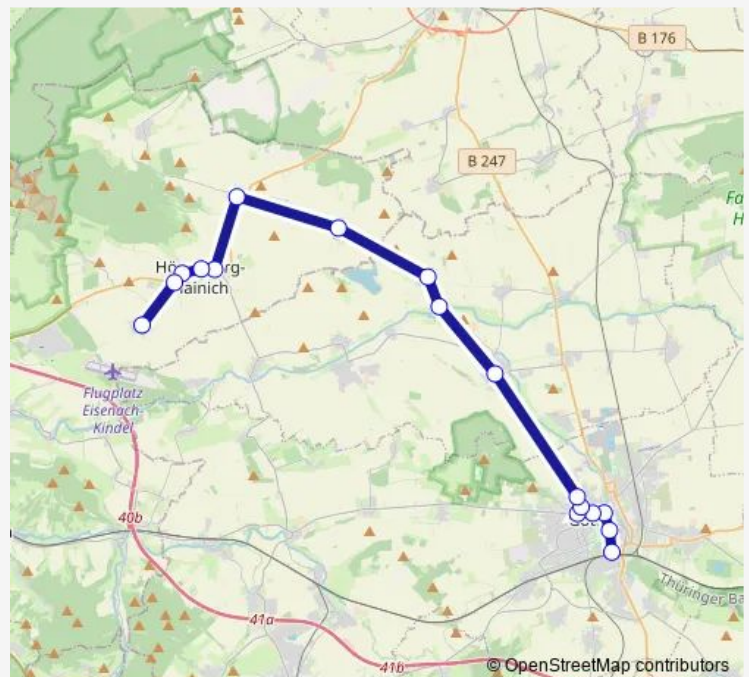 B 176
B 247
Fa
H
Hö
rg-
ainich
Flugplatz
Eisenach-
Kindel
40b
Thüringer Ba
41a
41b
© OpenStreetMap contributors